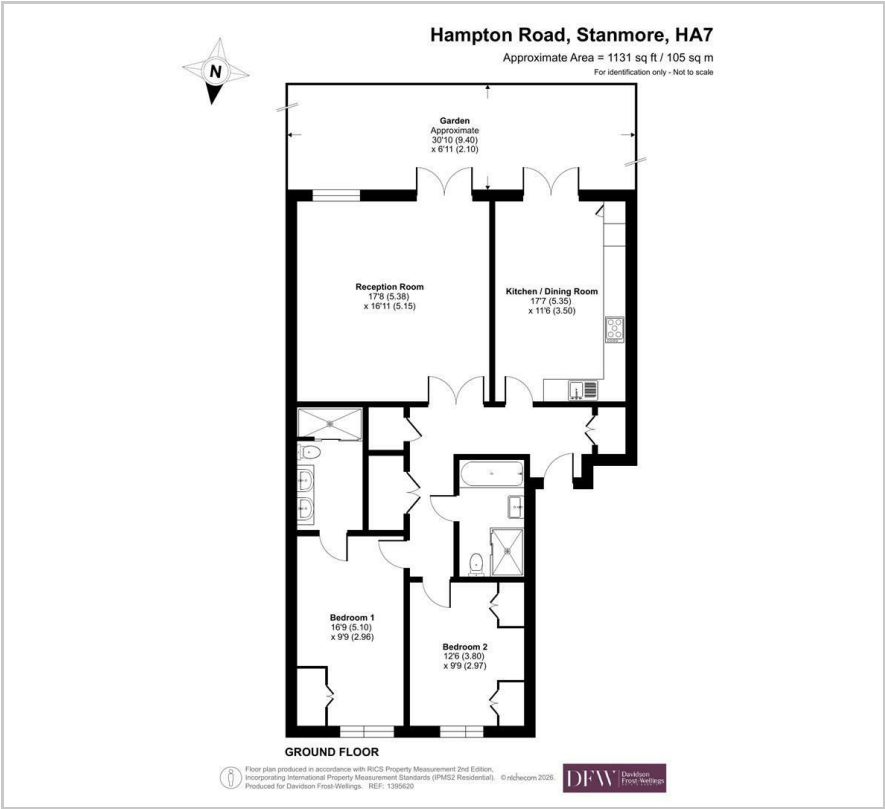 Hampton Road, Stanmore, HA7
Approximate Area = 1131 sq ft / 105 sq m
For identification only - Not to scale
N
Garden
Approximate
30'10 (9.40)
x 6'11 (2.10)
Reception Room
17'8 (5.38)
x 16'11 (5.15)
Kitchen / Dining Room
17'7 (5.35)
x 11'6 (3.50)
Bedroom 1
16'9 (5.10)
x 9'9 (2.96)
Bedroom 2
12'6 (3.80)
x 9'9 (2.97)
GROUND FLOOR
Floor plan produced in accordance with RICS Property Measurement 2nd Edition,
Incorporating International Property Measurement Standards (IPMS2 Residential). © nichecom 2026.
Produced for Davidson Frost-Wellings. REF: 1395620
DFW
Davidson
Frost-Wellings